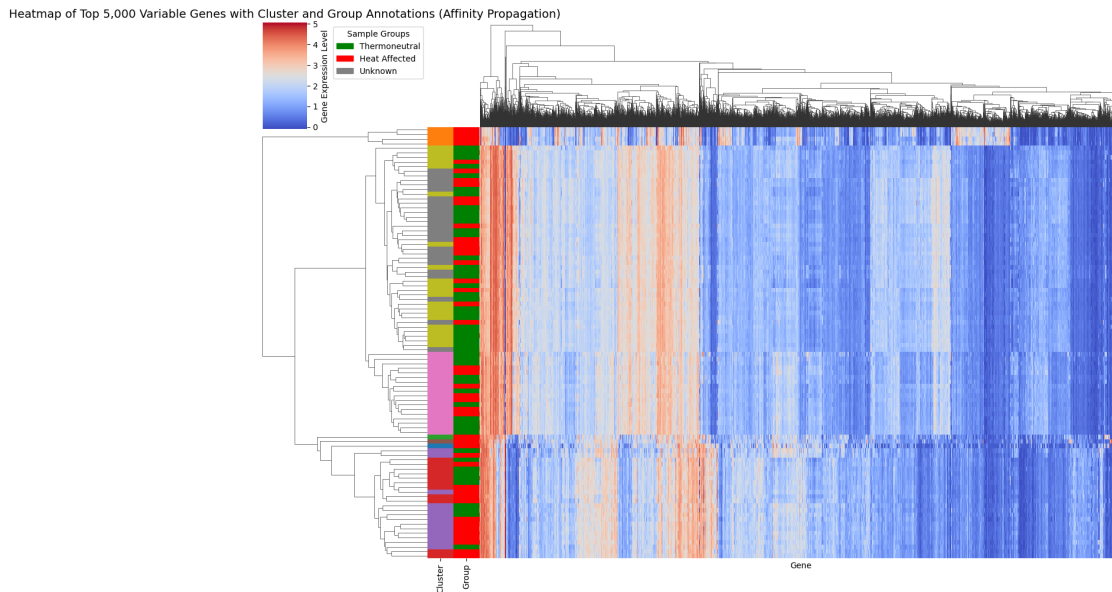 Heatmap of Top 5,000 Variable Genes with Cluster and Group Annotations (Affinity Propagation)
5
4
3
2
1
0
Gene Expression Level
Sample Groups
Thermoneutral
Heat Affected
Unknown
Cluster
Group
Gene